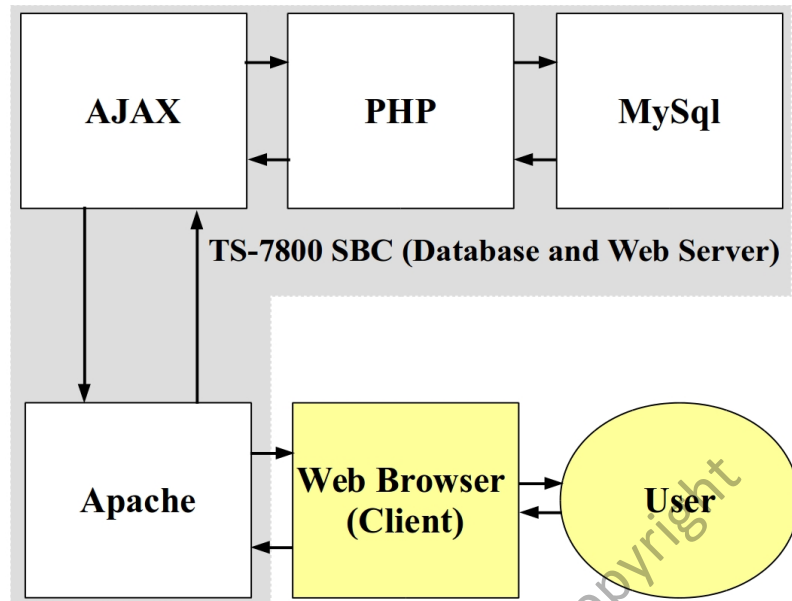 AJAX
PHP
MySql
TS-7800 SBC (Database and Web Server)
Apache
Web Browser
(Client)
User